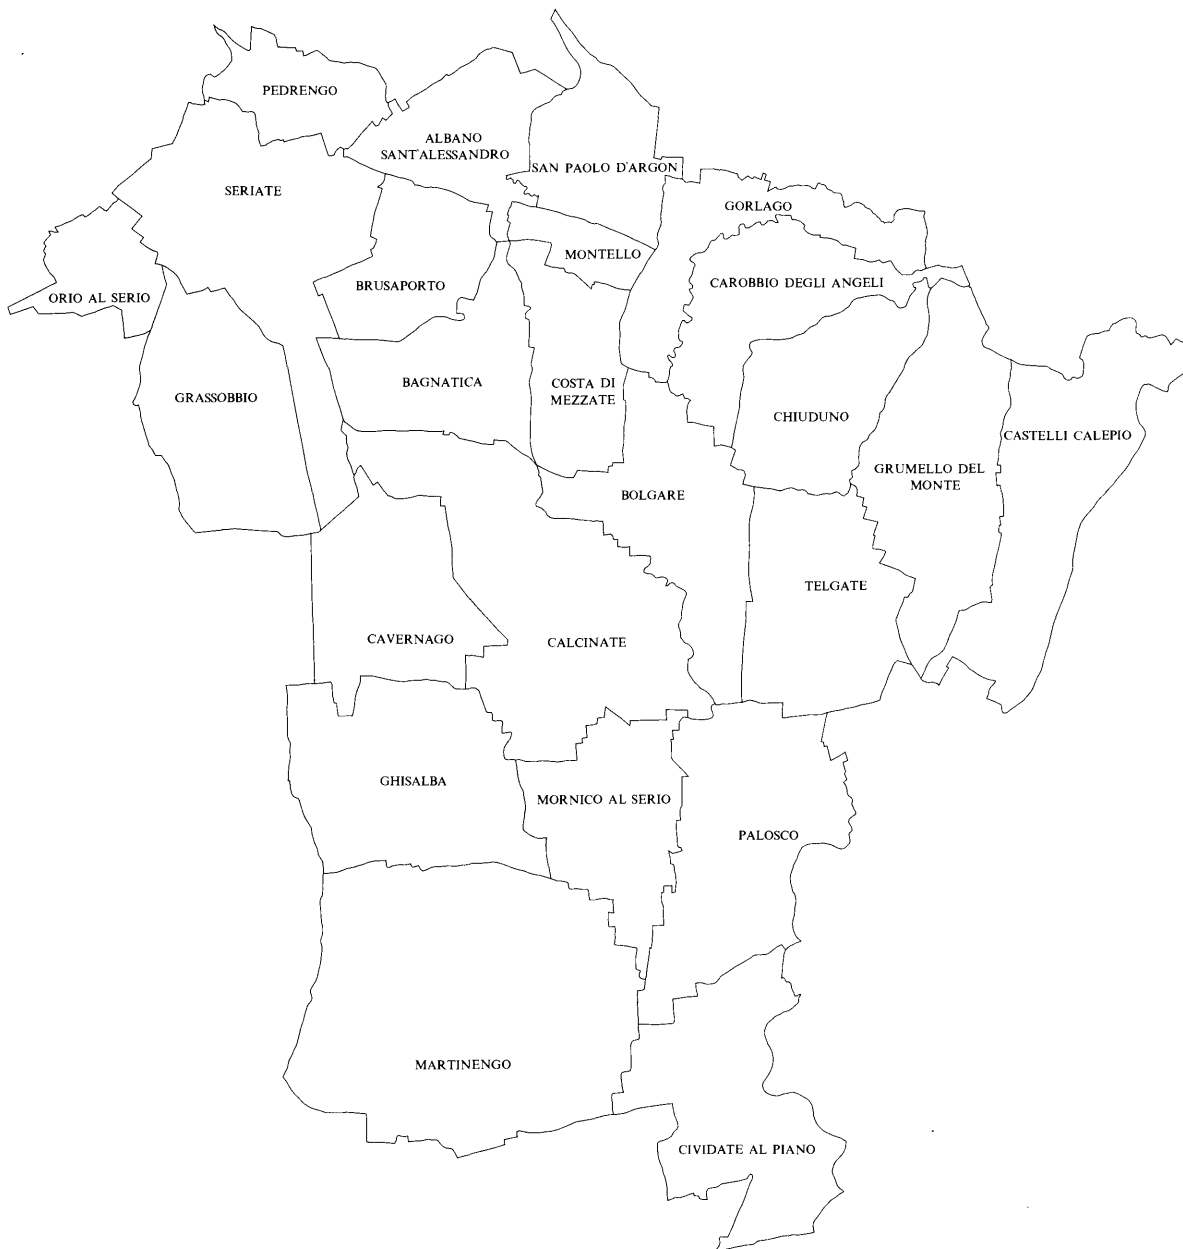 PEDRENGO
ALBANO
SANT'ALESSANDRO
SAN PAOLO D'ARGON
SERIATE
GORLAGO
MONTELLO
CAROBBIO DEGLI ANGELI
BRUSAPORTO
ORIO AL SERIO
BAGNATICA
COSTA DI
MEZZATE
GRASSOBBIO
CHIUDUNO
CASTELLI CALEPIO
GRUMELLO DEL
MONTE
BOLGARE
TELGATE
CAVERNAGO
CALCINATE
GHISALBA
MORNICO AL SERIO
PALOSCO
MARTINENGO
CIVIDATE AL PIANO